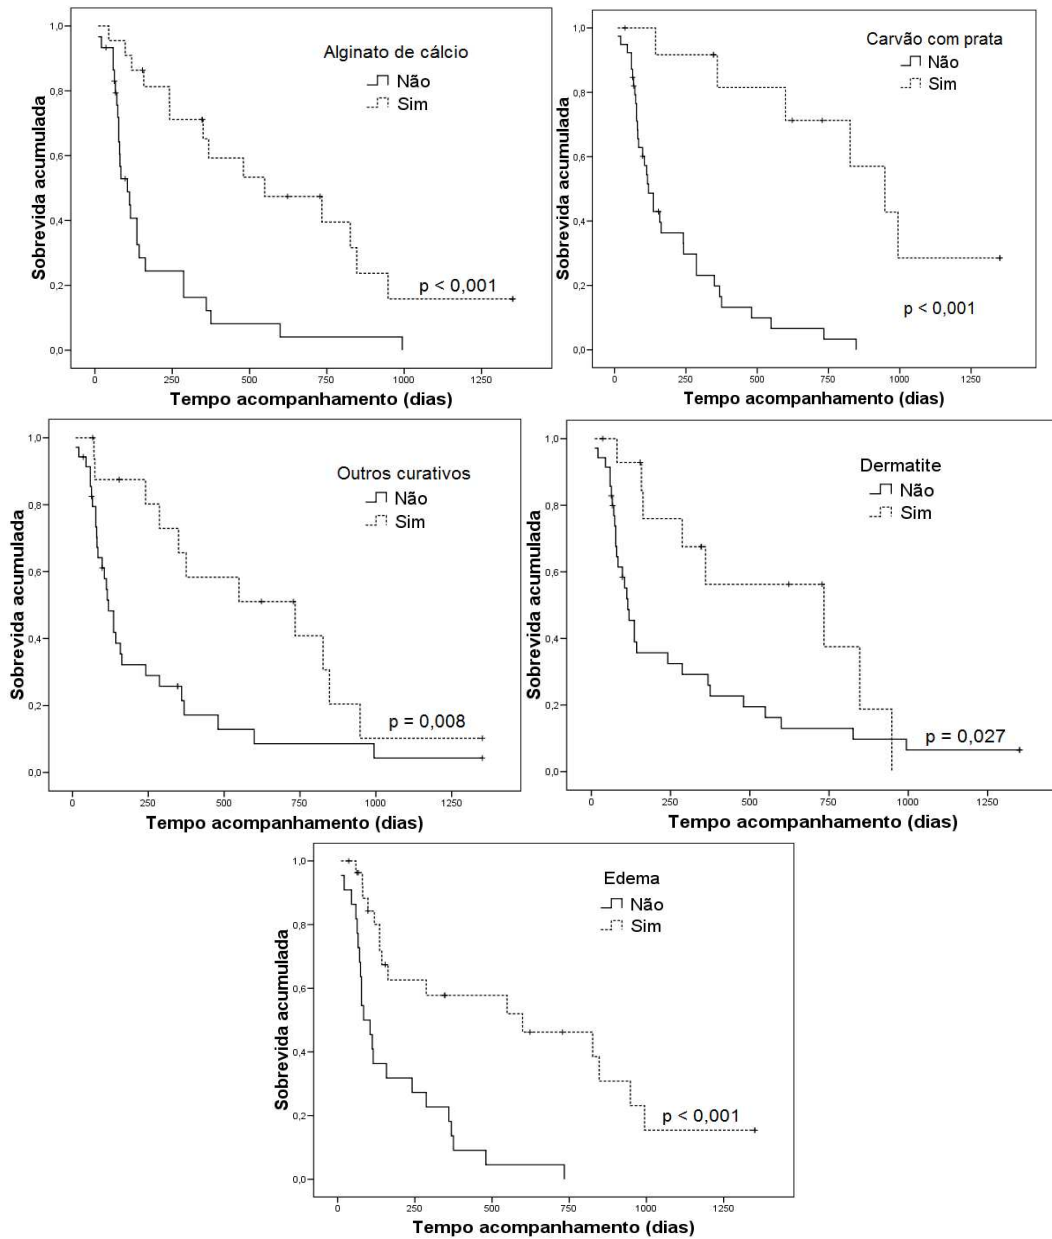 Alginato de cálcio
Não
Sim
p < 0,001
Sobrevida acumulada
1,0
0,8
0,6
0,4
0,2
0,0
0
250
500
750
1000
1250
Tempo acompanhamento (dias)
Carvão com prata
Não
Sim
p < 0,001
Sobrevida acumulada
1,0
0,8
0,6
0,4
0,2
0,0
0
250
500
750
1000
1250
Tempo acompanhamento (dias)
Outros curativos
Não
Sim
p = 0,008
Sobrevida acumulada
1,0
0,8
0,6
0,4
0,2
0,0
0
250
500
750
1000
1250
Tempo acompanhamento (dias)
Dermatite
Não
Sim
p = 0,027
Sobrevida acumulada
1,0
0,8
0,6
0,4
0,2
0,0
0
250
500
750
1000
1250
Tempo acompanhamento (dias)
Edema
Não
Sim
p < 0,001
Sobrevida acumulada
1,0
0,8
0,6
0,4
0,2
0,0
0
250
500
750
1000
1250
Tempo acompanhamento (dias)